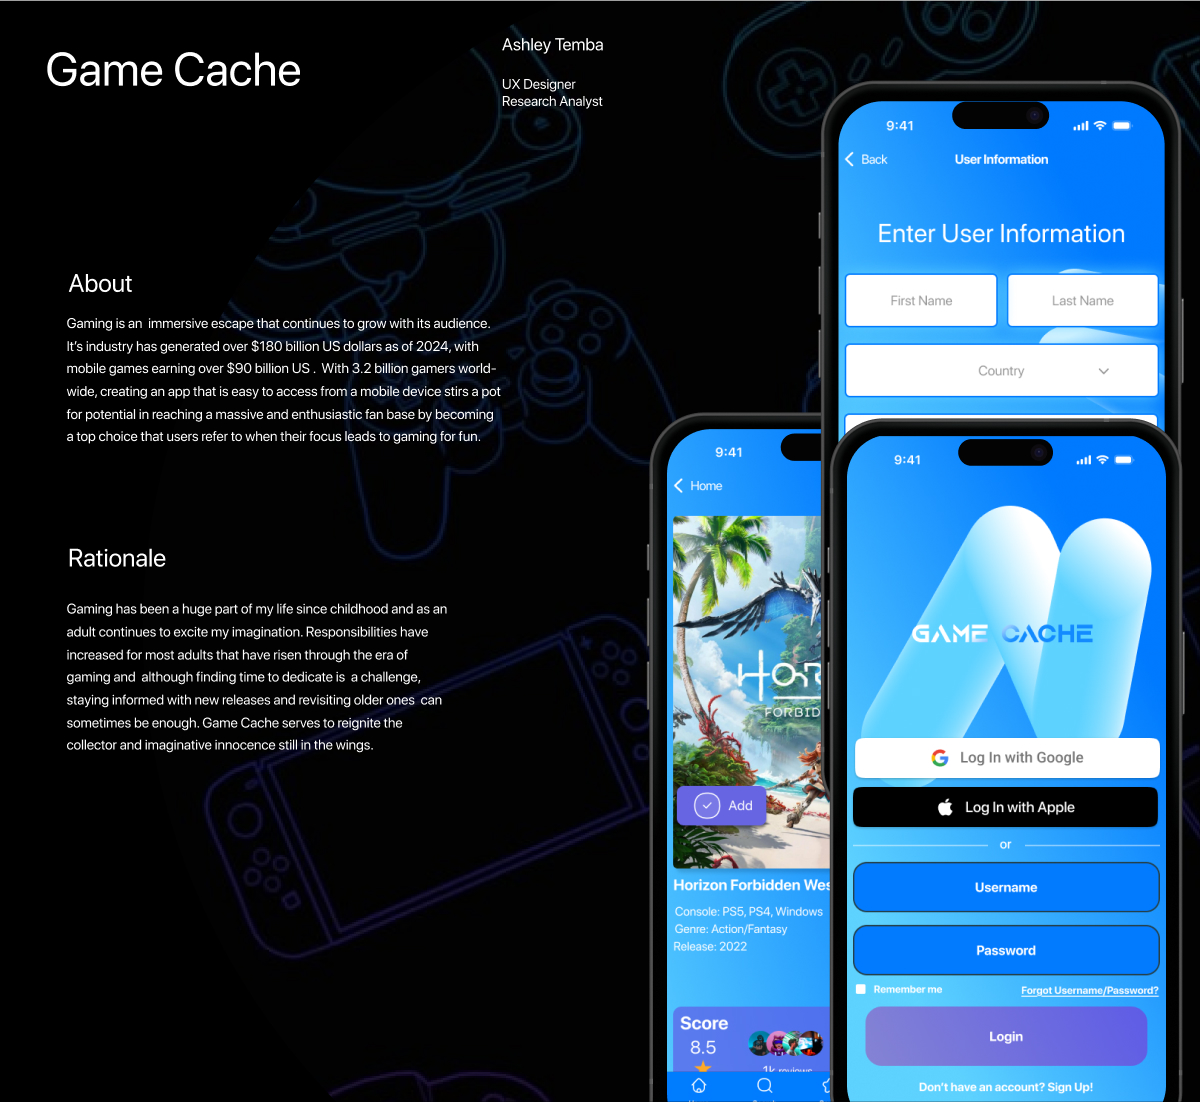 Game Cache
Ashley Temba
UX Designer
Research Analyst
About
Gaming is an immersive escape that continues to grow with its audience.
It's industry has generated over $180 billion US dollars as of 2024, with
mobile games earning over $90 billion US . With 3.2 billion gamers world-
wide, creating an app that is easy to access from a mobile device stirs a pot
for potential in reaching a massive and enthusiastic fan base by becoming
a top choice that users refer to when their focus leads to gaming for fun.
Rationale
Gaming has been a huge part of my life since childhood and as an
adult continues to excite my imagination. Responsibilities have
increased for most adults that have risen through the era of
gaming and although finding time to dedicate is a challenge,
staying informed with new releases and revisiting older ones can
sometimes be enough. Game Cache serves to reignite the
collector and imaginative innocence still in the wings.
9:41
Back
User Information
Enter User Information
First Name
Last Name
Country
9:41
Home
HOR
FORBID
Add
Horizon Forbidden Wes
Console: PS5, PS4, Windows
Genre: Action/Fantasy
Release: 2022
Score
8.5
1k reviews
9:41
GAME CACHE
Log In with Google
Log In with Apple
or
Username
Password
Remember me
Forgot Username/Password?
Login
Don't have an account? Sign Up!